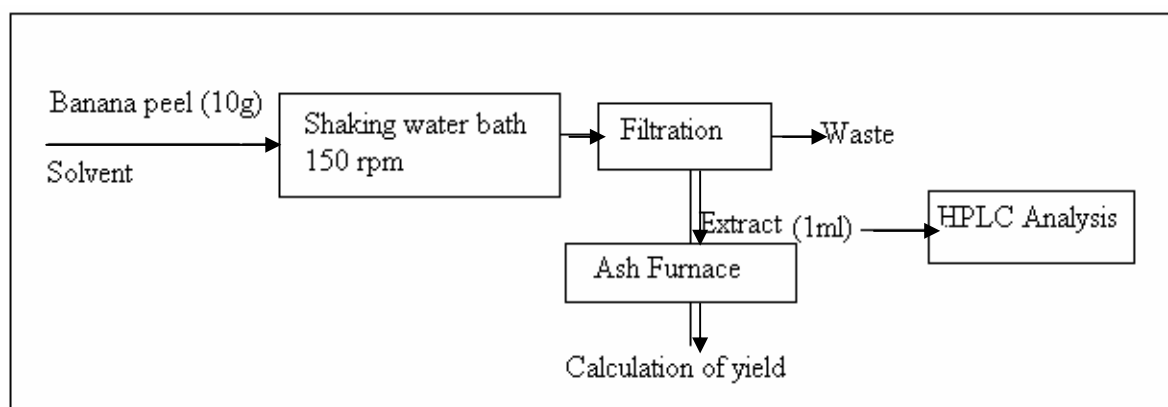 Banana peel (10g)
Solvent
Shaking water bath
150 rpm
Filtration
Waste
Extract (1ml)
HPLC Analysis
Ash Furnace
Calculation of yield